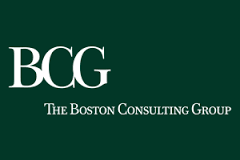 BCG
THE BOSTON CONSULTING GROUP